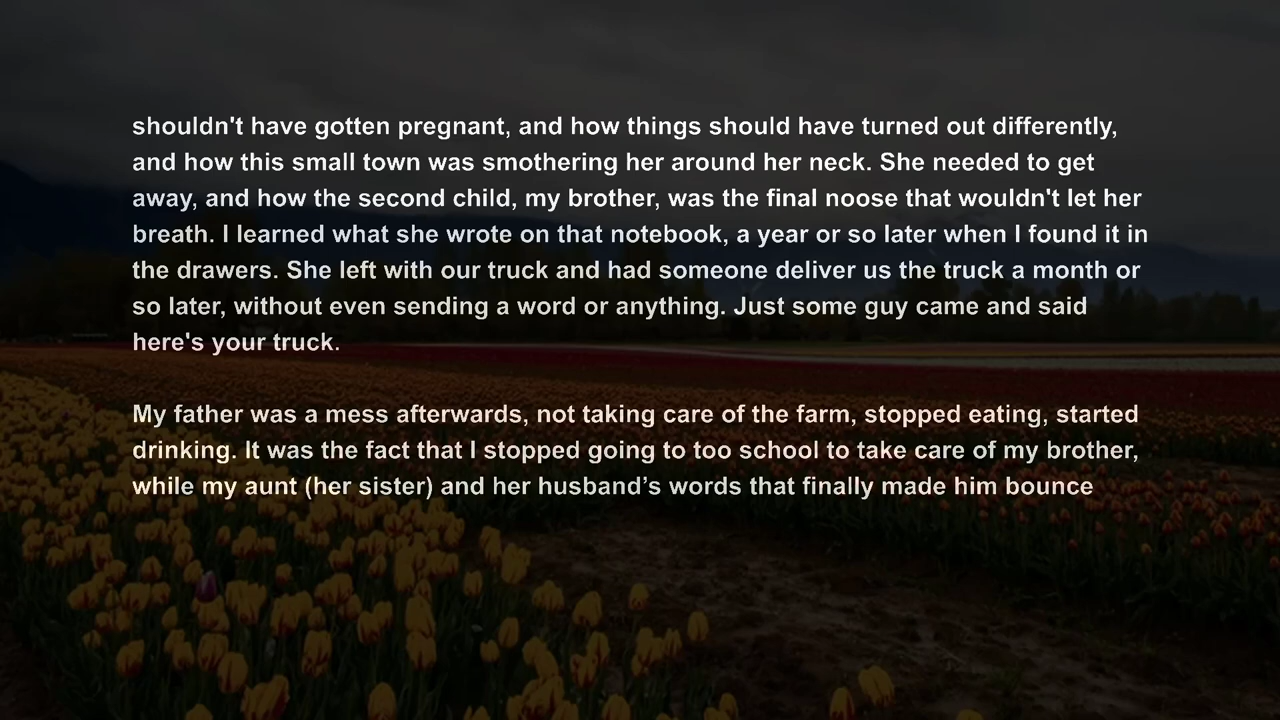 shouldn't have gotten pregnant, and how things should have turned out differently,
and how this small town was smothering her around her neck. She needed to get
away, and how the second child, my brother, was the final noose that wouldn't let her
breath. I learned what she wrote on that notebook, a year or so later when I found it in
the drawers. She left with our truck and had someone deliver us the truck a month or
so later, without even sending a word or anything. Just some guy came and said
here's your truck.
My father was a mess afterwards, not taking care of the farm, stopped eating, started
drinking. It was the fact that I stopped going to too school to take care of my brother,
while my aunt (her sister) and her husband’s words that finally made him bounce